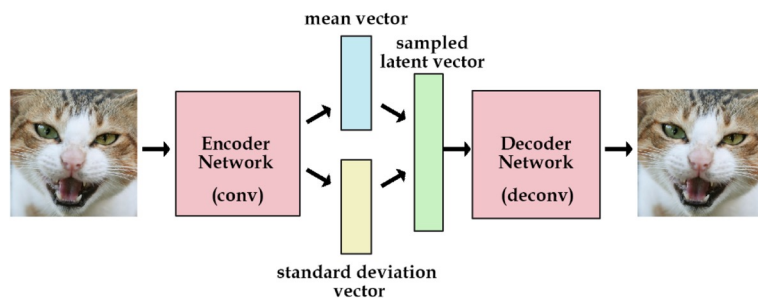 mean vector
sampled
latent vector
Encoder
Network
(conv)
Decoder
Network
(deconv)
standard deviation
vector